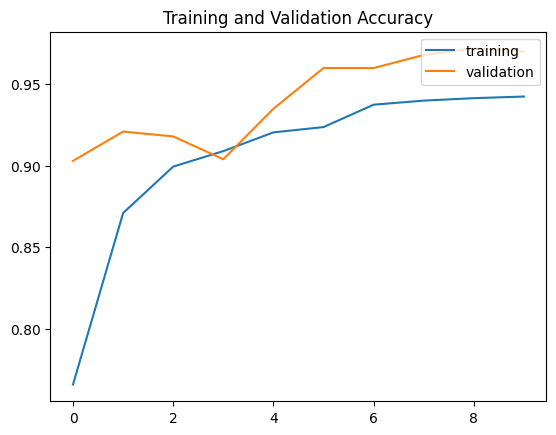 Training and Validation Accuracy
training
validation
0.95
0.90
0.85
0.80
0 2 4 6 8